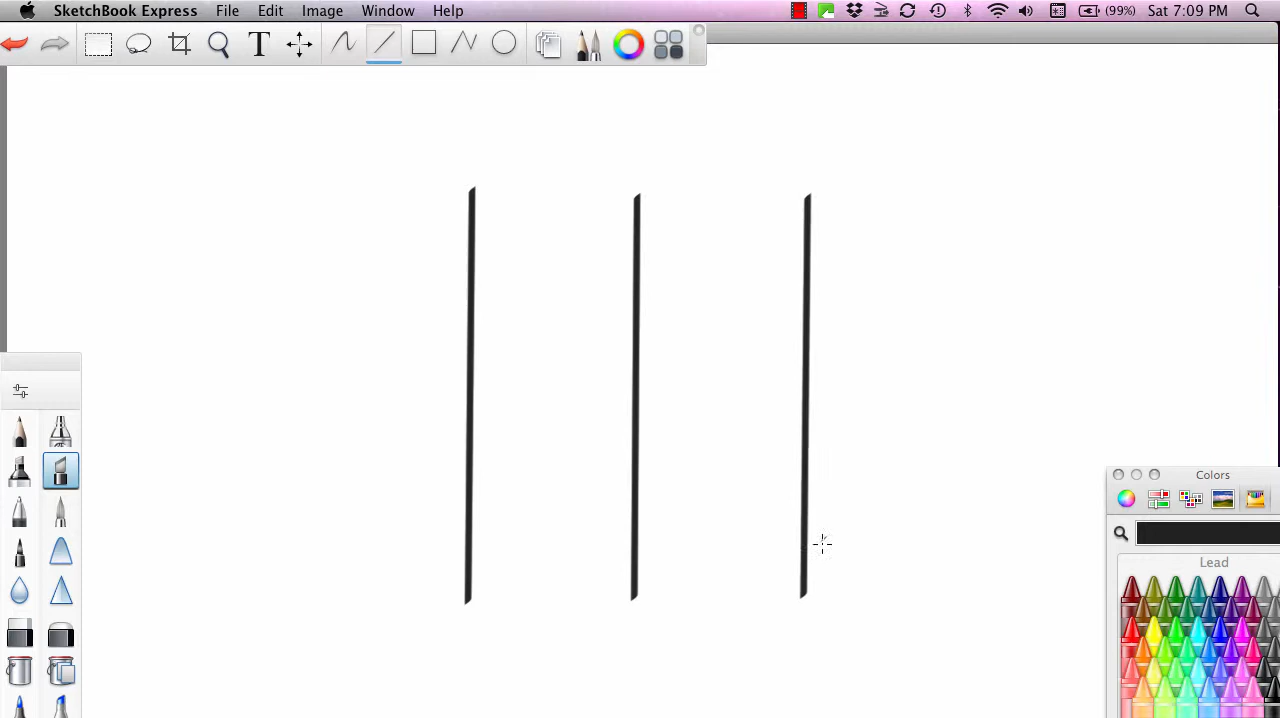 SketchBook Express File Edit Image Window Help (99%) Sat 7:09 PM
T
Colors
Lead